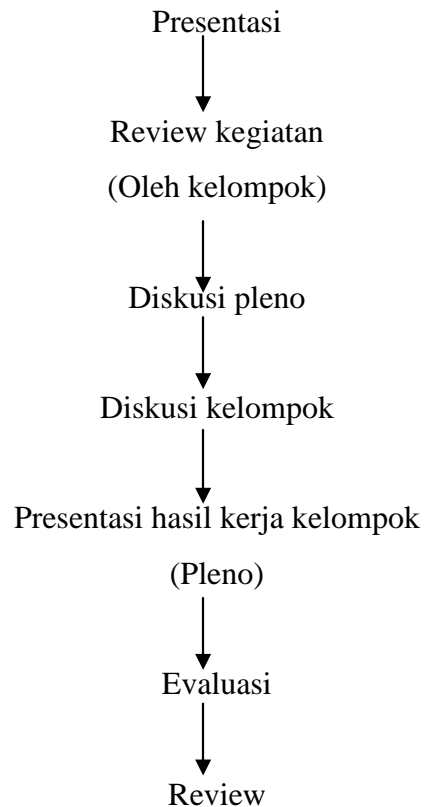 Presentasi
Review kegiatan
(Oleh kelompok)
Diskusi pleno
Diskusi kelompok
Presentasi hasil kerja kelompok
(Pleno)
Evaluasi
Review